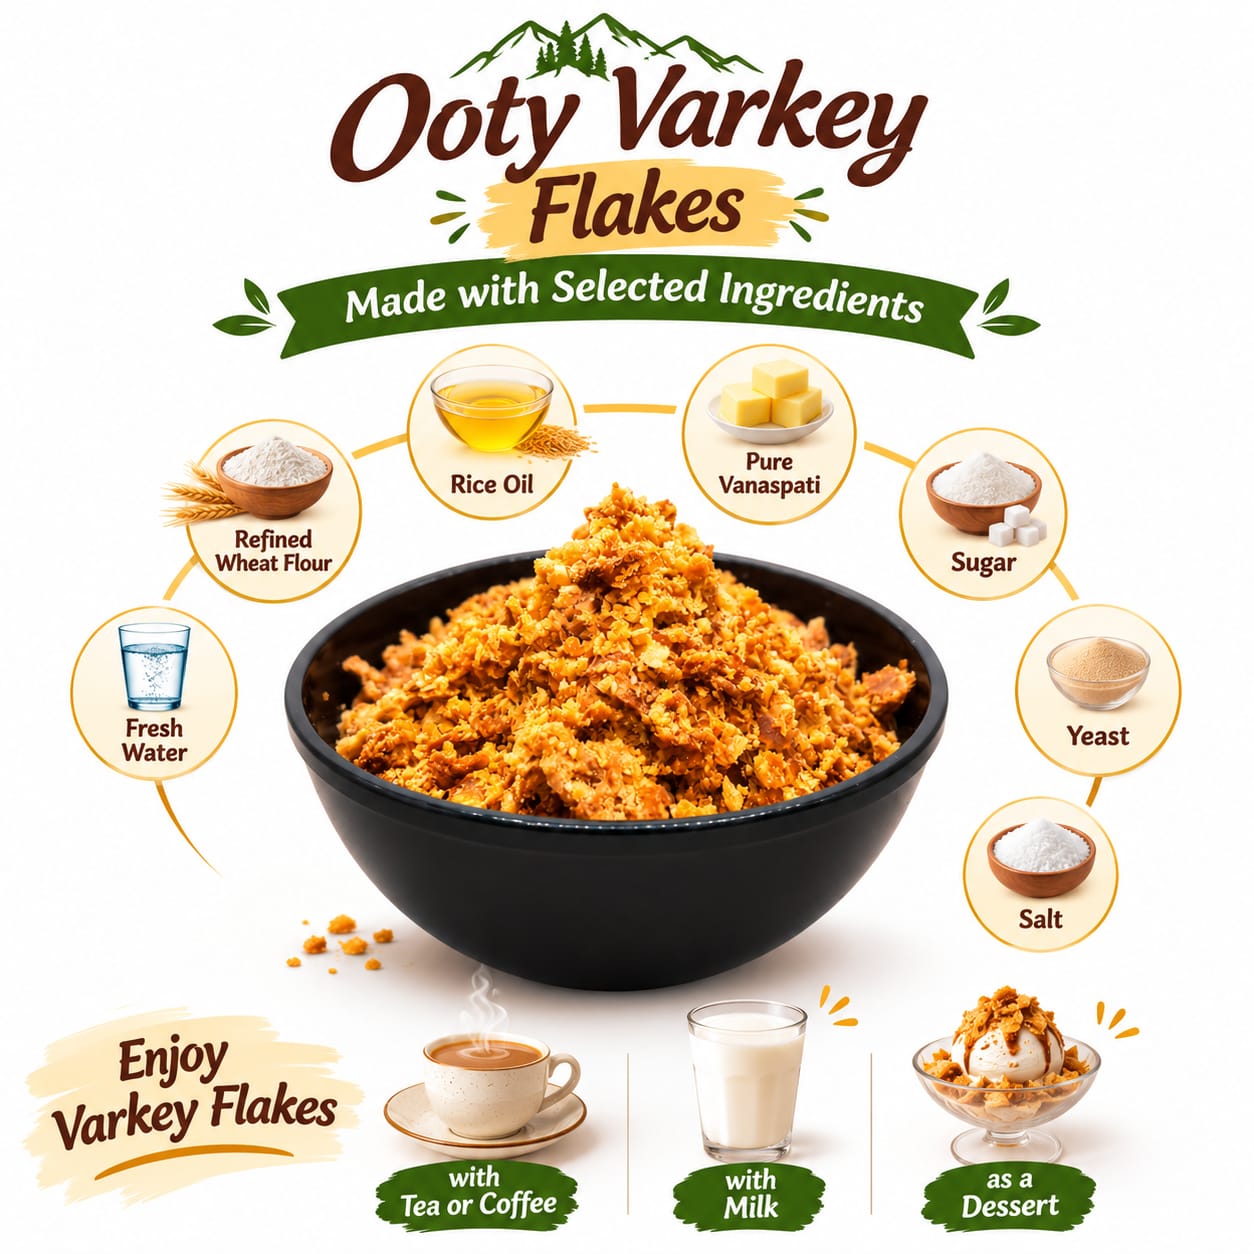 Ooty Varkey
Flakes
Made with Selected Ingredients
Rice Oil
Pure
Vanaspati
Refined
Wheat Flour
Sugar
Fresh
Water
Yeast
Salt
Enjoy
Varkey Flakes
with
Tea or Coffee
with
Milk
as a
Dessert